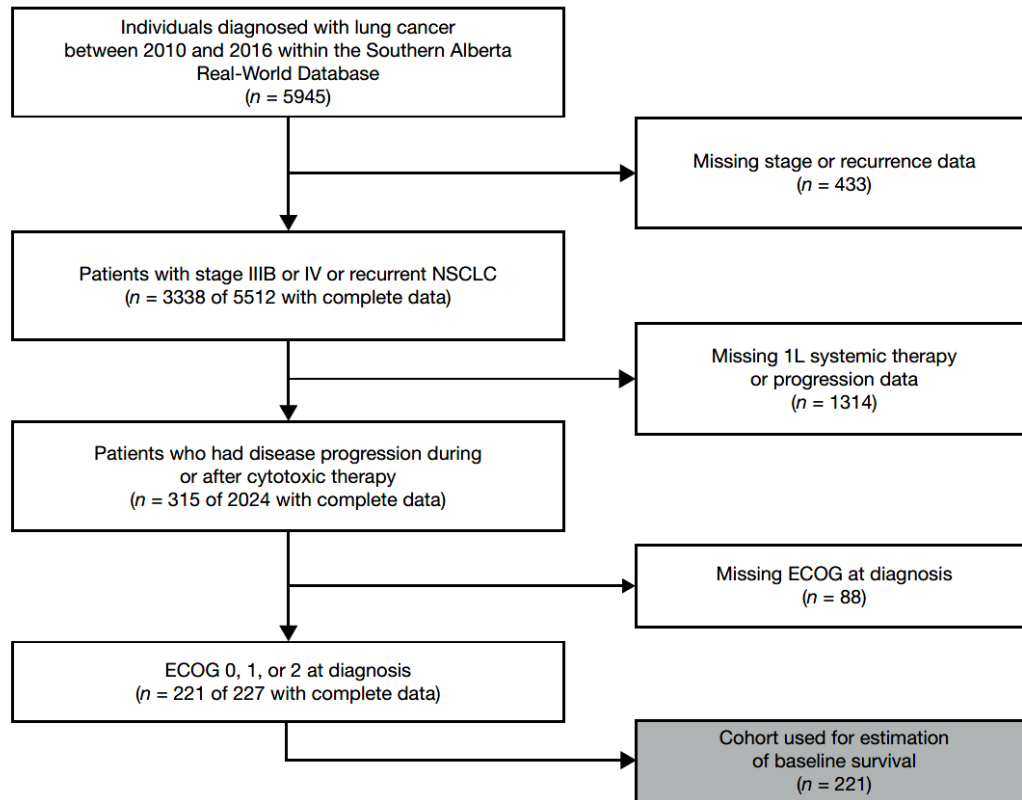 Individuals diagnosed with lung cancer
between 2010 and 2016 within the Southern Alberta
Real-World Database
(n = 5945)
Missing stage or recurrence data
(n = 433)
Patients with stage IIIB or IV or recurrent NSCLC
(n = 3338 of 5512 with complete data)
Missing 1L systemic therapy
or progression data
(n = 1314)
Patients who had disease progression during
or after cytotoxic therapy
(n = 315 of 2024 with complete data)
Missing ECOG at diagnosis
(n = 88)
ECOG 0, 1, or 2 at diagnosis
(n = 221 of 227 with complete data)
Cohort used for estimation
of baseline survival
(n = 221)